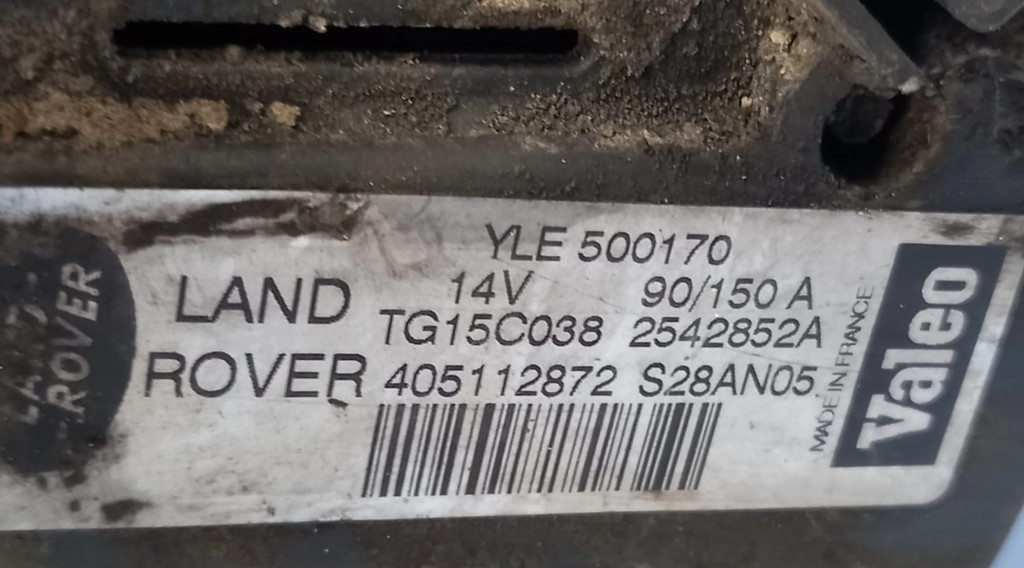 YLE 500170
LAND
14V 90/150 A
TG15C038 2542852A
ROVER
405112872 S28AN05
MADE IN FRANCE
Valeo
ROVER